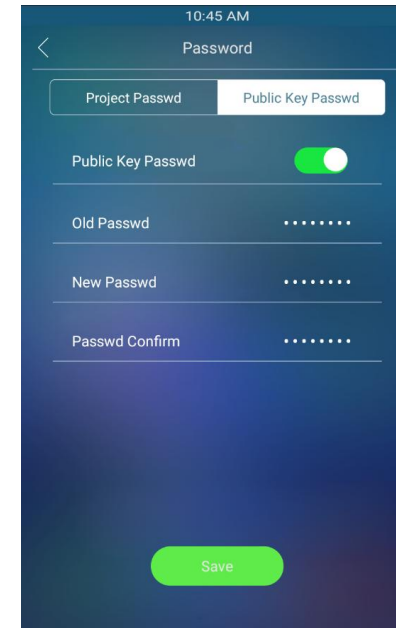 10:45 AM
Password
Project Passwd Public Key Passwd
Public Key Passwd
Old Passwd ••••••••
New Passwd ••••••••
Passwd Confirm ••••••••
Save